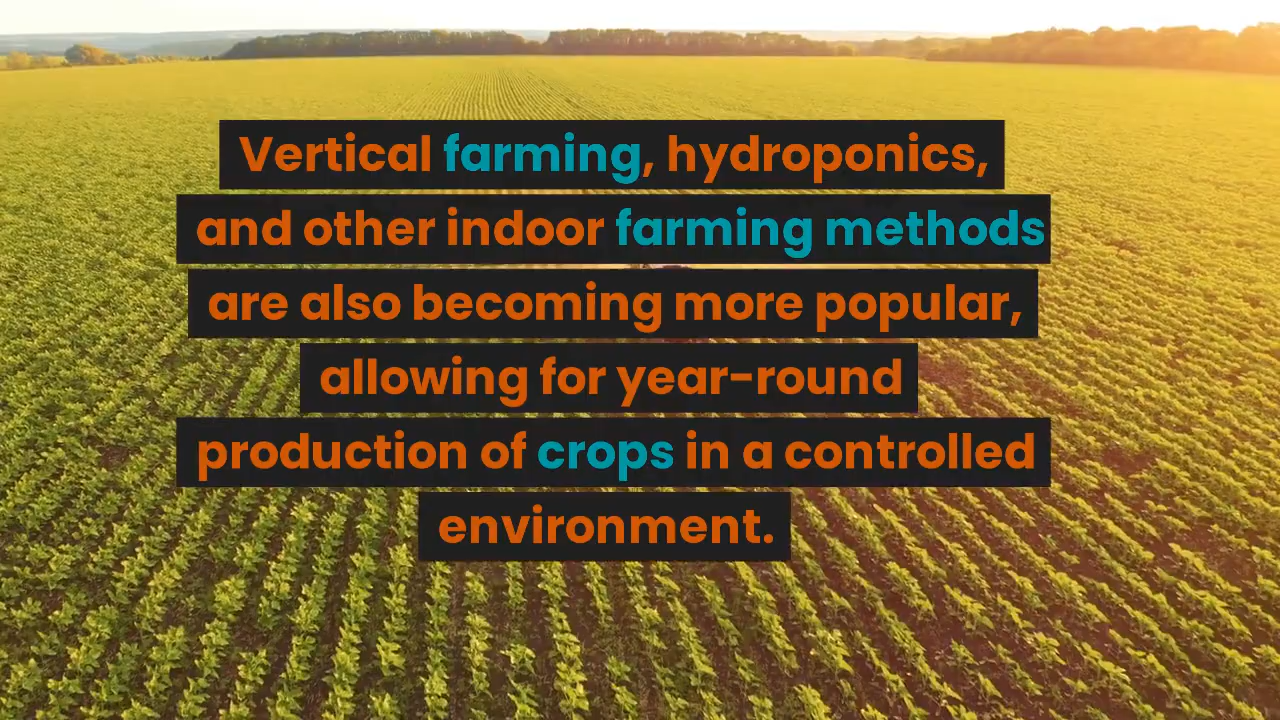 Vertical farming, hydroponics,
and other indoor farming methods
are also becoming more popular,
allowing for year-round
production of crops in a controlled
environment.